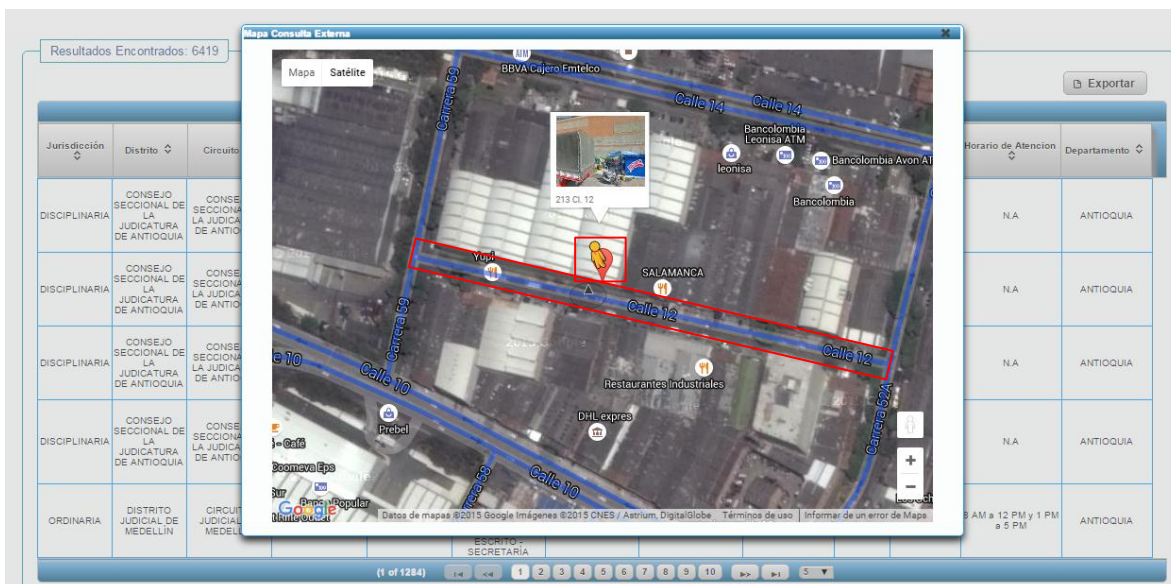 Mapa Consulta Externa
Resultados Encontrados: 6419
Exportar
Jurisdicción
Distrito
Circuito
Horario de Atencion
Departamento
DISCIPLINARIA
CONSEJO
SECCIONAL DE
LA
JUDICATURA
DE ANTIOQUIA
N.A
ANTIOQUIA
DISCIPLINARIA
CONSEJO
SECCIONAL DE
LA
JUDICATURA
DE ANTIOQUIA
N.A
ANTIOQUIA
DISCIPLINARIA
CONSEJO
SECCIONAL DE
LA
JUDICATURA
DE ANTIOQUIA
N.A
ANTIOQUIA
DISCIPLINARIA
CONSEJO
SECCIONAL DE
LA
JUDICATURA
DE ANTIOQUIA
N.A
ANTIOQUIA
ORDINARIA
DISTRITO
JUDICIAL DE
MEDELLÍN
ESCRITO -
SECRETARÍA
8 AM a 12 PM y 1 PM
a 5 PM
ANTIOQUIA
Mapa Satélite
ATM
BBVA Cajero Emtelco
Carrera 59
Calle 14 Calle 14
Bancolombia
Leonisa ATM
leonisa
Bancolombia Avon AT
Bancolombia
213 Cl. 12
Yupi
SALAMANCA
Calle 12
Calle 12
Carrera 59
e 10
Calle 10
Restaurantes Industriales
Carrera 52A
DHL expres
Prebel
Café
Coomeva Eps
Sur
Banco Popular
Carrera 58
Calle 10
Google
Datos de mapas ©2015 Google Imágenes ©2015 CNES / Astrium, DigitalGlobe
Términos de uso
Informar de un error de Maps
(1 of 1284) 1 2 3 4 5 6 7 8 9 10 5